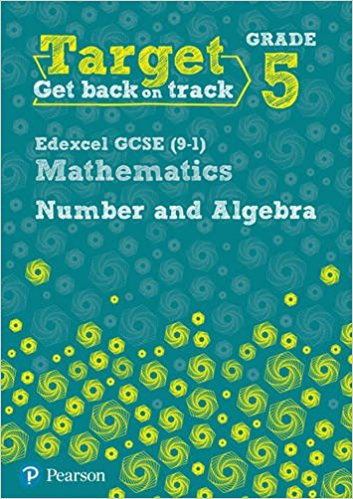 Target
GRADE
Get back on track
5
Edexcel GCSE (9-1)
Mathematics
Number and Algebra
Pearson